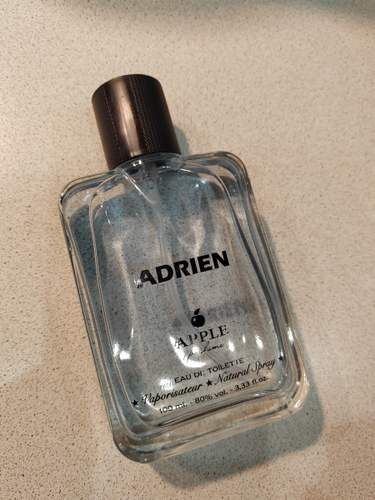 ADRIEN
APPLE
EAU DE TOILETTE
★ Vaporisateur ★ Natural Spray ★
100 ml. - 80% vol. - 3,33 fl.oz.